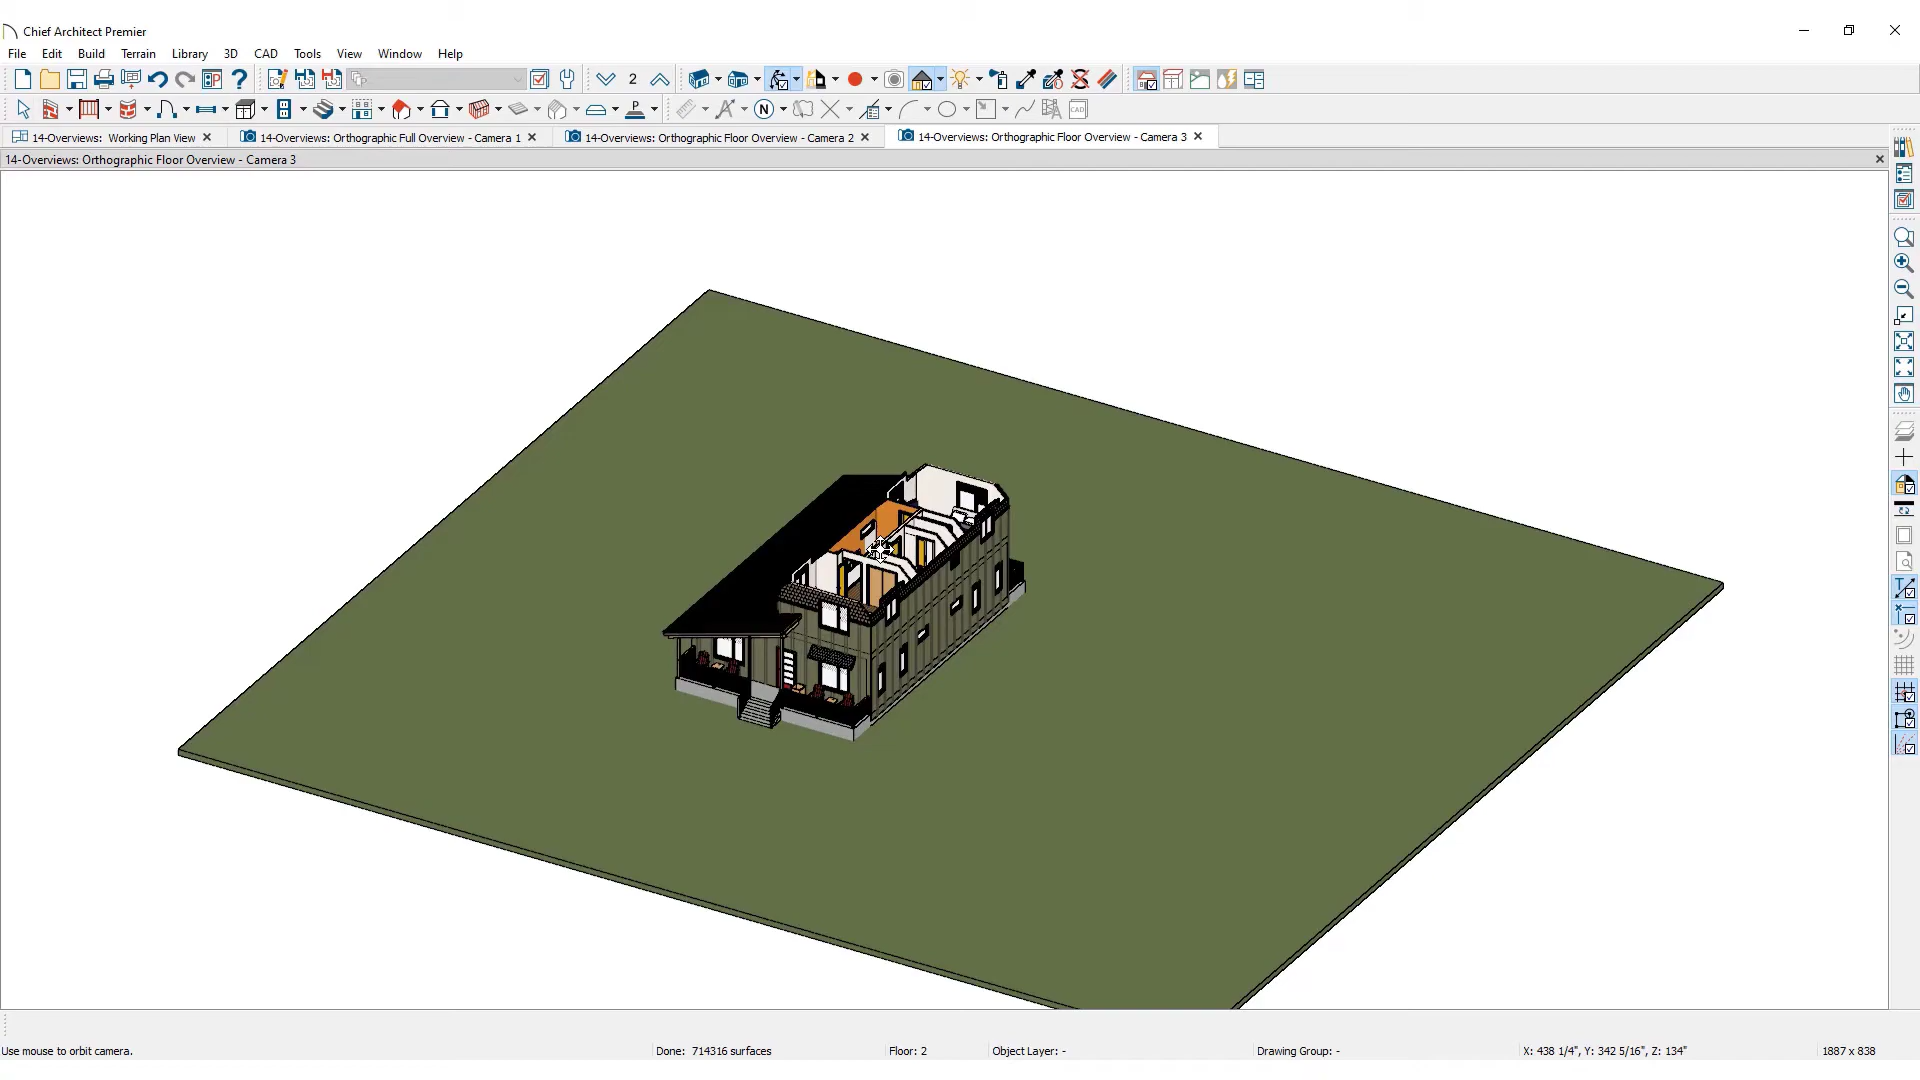 Chief Architect Premier
File Edit Build Terrain Library 3D CAD Tools View Window Help
2
N P CAD
14-Overviews: Working Plan View 14-Overviews: Orthographic Full Overview - Camera 1 14-Overviews: Orthographic Floor Overview - Camera 2 14-Overviews: Orthographic Floor Overview - Camera 3
14-Overviews: Orthographic Floor Overview - Camera 3
Use mouse to orbit camera. Done: 714316 surfaces Floor: 2 Object Layer: - Drawing Group: - X: 438 1/4", Y: 342 5/16", Z: 134" 1887 x 838